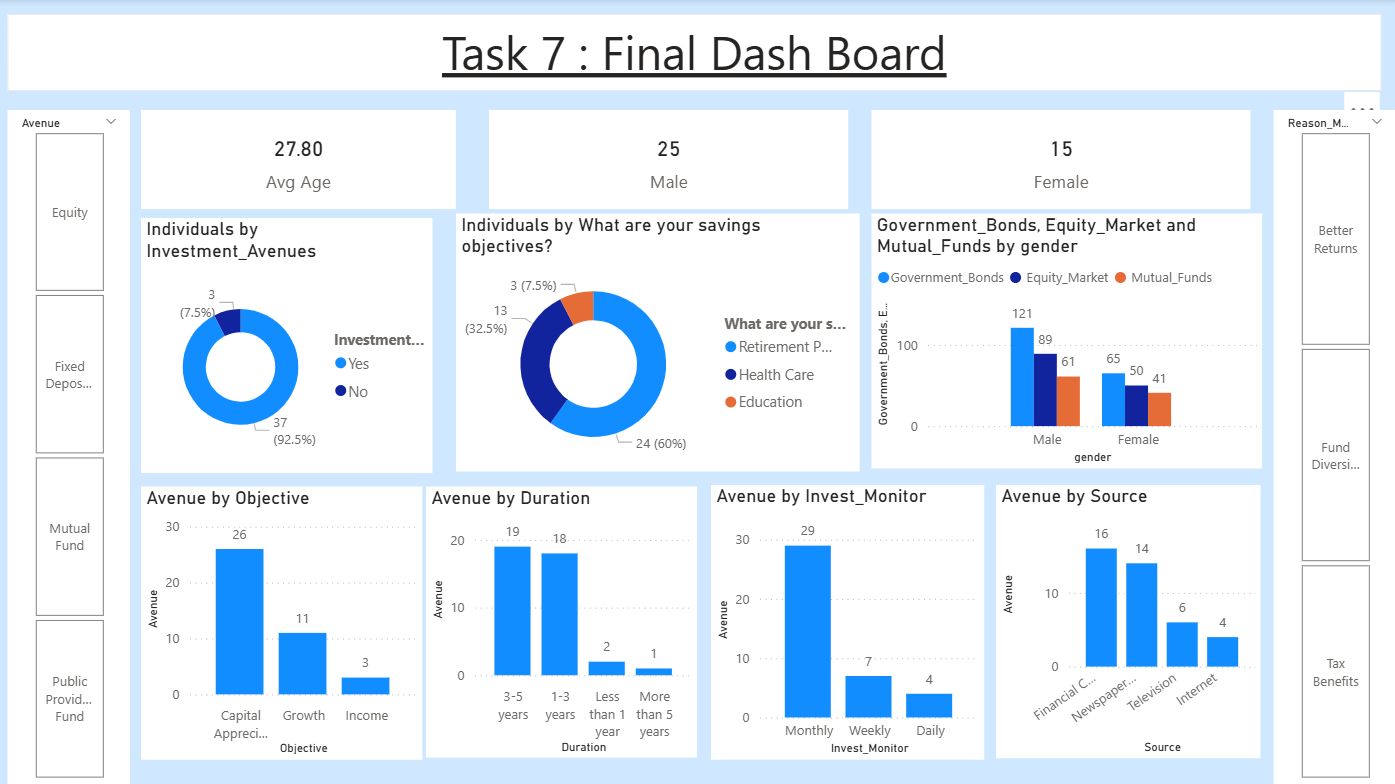 Task 7 : Final Dash Board
Avenue
Equity
Fixed
Depos...
Mutual
Fund
Public
Provid...
Fund
27.80
Avg Age
25
Male
15
Female
Reason_M...
Better
Returns
Fund
Diversi...
Tax
Benefits
Individuals by
Investment_Avenues
3
(7.5%)
37
(92.5%)
Investment...
Yes
No
Individuals by What are your savings
objectives?
3 (7.5%)
13
(32.5%)
24 (60%)
What are your s...
Retirement P...
Health Care
Education
Government_Bonds, Equity_Market and
Mutual_Funds by gender
Government_Bonds Equity_Market Mutual_Funds
Government_Bonds, E...
100
0
121
89
61
65
50
41
Male
Female
gender
Avenue by Objective
Avenue
30
20
10
0
26
11
3
Capital
Appreci...
Growth
Income
Objective
Avenue by Duration
Avenue
20
10
0
19
18
2
1
3-5
years
1-3
years
Less
than 1
year
More
than 5
years
Duration
Avenue by Invest_Monitor
Avenue
30
20
10
0
29
7
4
Monthly
Weekly
Daily
Invest_Monitor
Avenue by Source
Avenue
10
0
16
14
6
4
Financial C...
Newspaper...
Television
Internet
Source